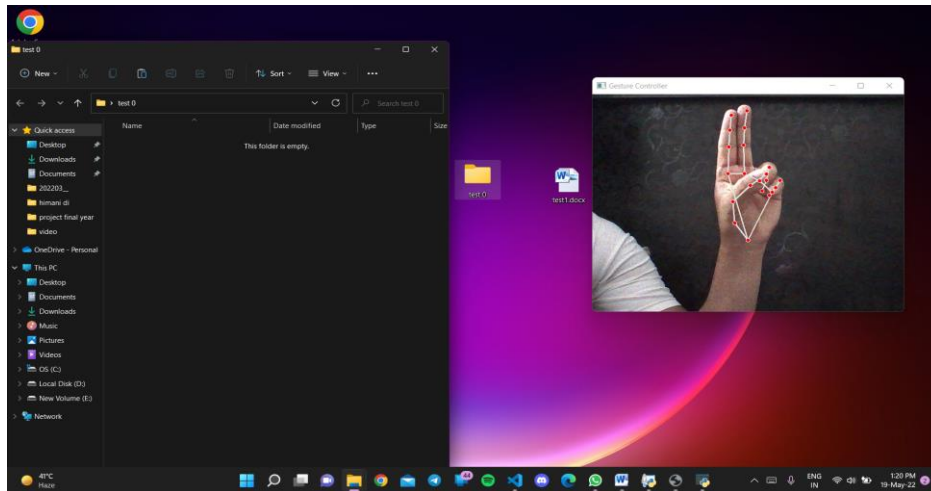 test 0
New
Sort
View
test 0
Search test 0
Name
Date modified
Type
Size
This folder is empty.
Quick access
Desktop
Downloads
Documents
202203_
himani di
project final year
video
OneDrive - Personal
This PC
Desktop
Documents
Downloads
Music
Pictures
Videos
OS (C:)
Local Disk (D:)
New Volume (E:)
Network
test 0
test1.docx
Gesture Controller
41°C
Haze
44
ENG
IN
1:20 PM
19-May-22